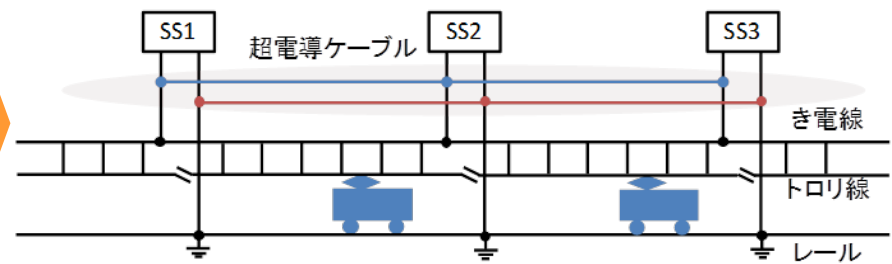 SS1
SS2
SS3
超電導ケーブル
き電線
トロリ線
レール